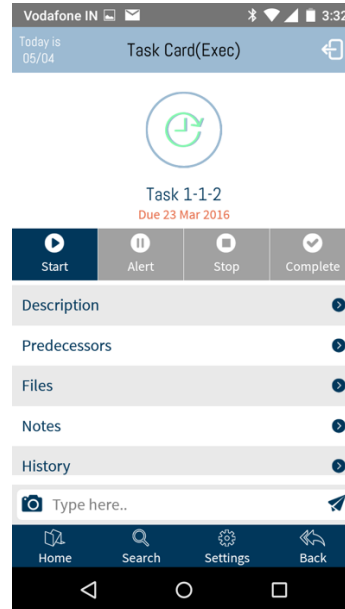 Vodafone IN 3:32
Today is
05/04
Task Card(Exec)
Task 1-1-2
Due 23 Mar 2016
Start Alert Stop Complete
Description
Predecessors
Files
Notes
History
Type here..
Home Search Settings Back